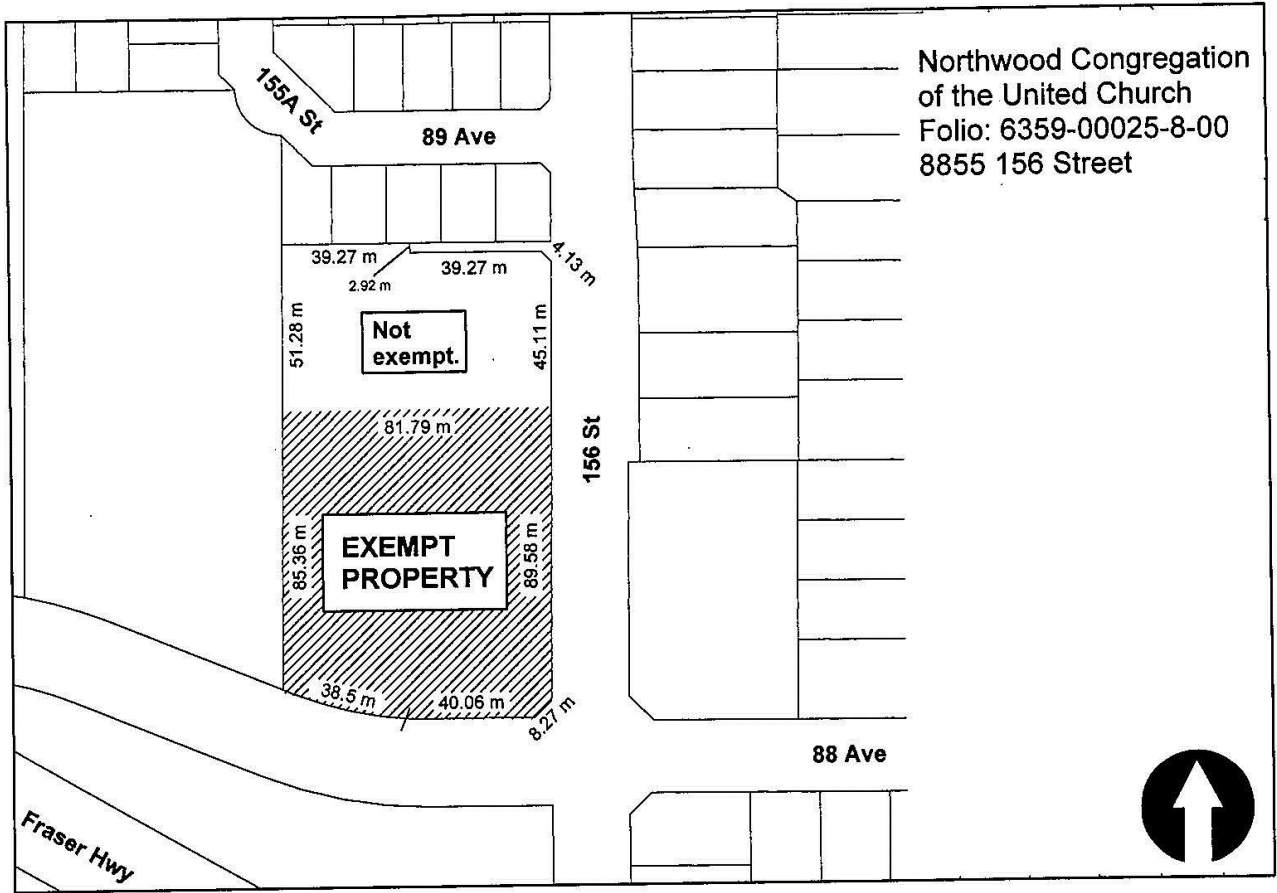 Northwood Congregation
of the United Church
Folio: 6359-00025-8-00
8855 156 Street
155A St
89 Ave
39.27 m
39.27 m
4.13 m
2.92 m
Not
exempt.
51.28 m
45.11 m
81.79 m
156 St
EXEMPT
PROPERTY
85.36 m
89.58 m
38.5 m
40.06 m
8.27 m
88 Ave
Fraser Hwy